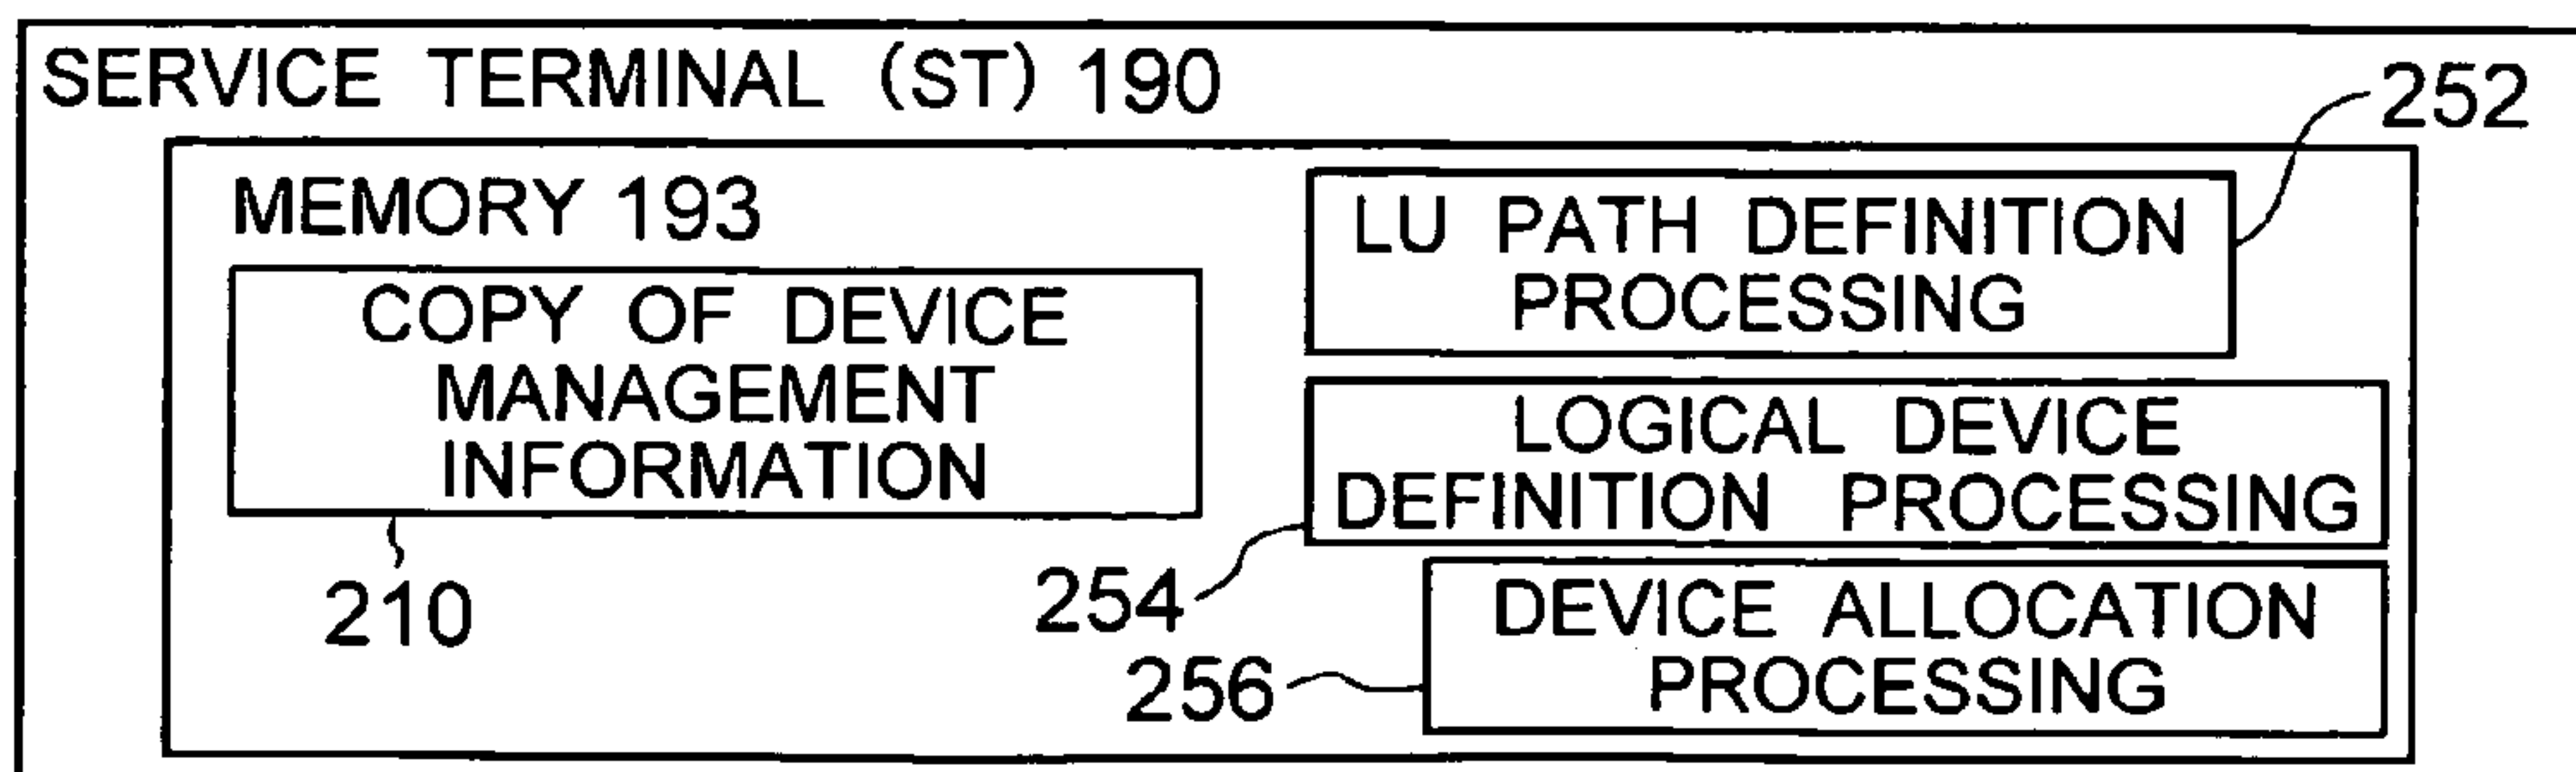 SERVICE TERMINAL (ST) 190
252
MEMORY 193
COPY OF DEVICE
MANAGEMENT
INFORMATION
210
LU PATH DEFINITION
PROCESSING
LOGICAL DEVICE
DEFINITION PROCESSING
254
DEVICE ALLOCATION
PROCESSING
256